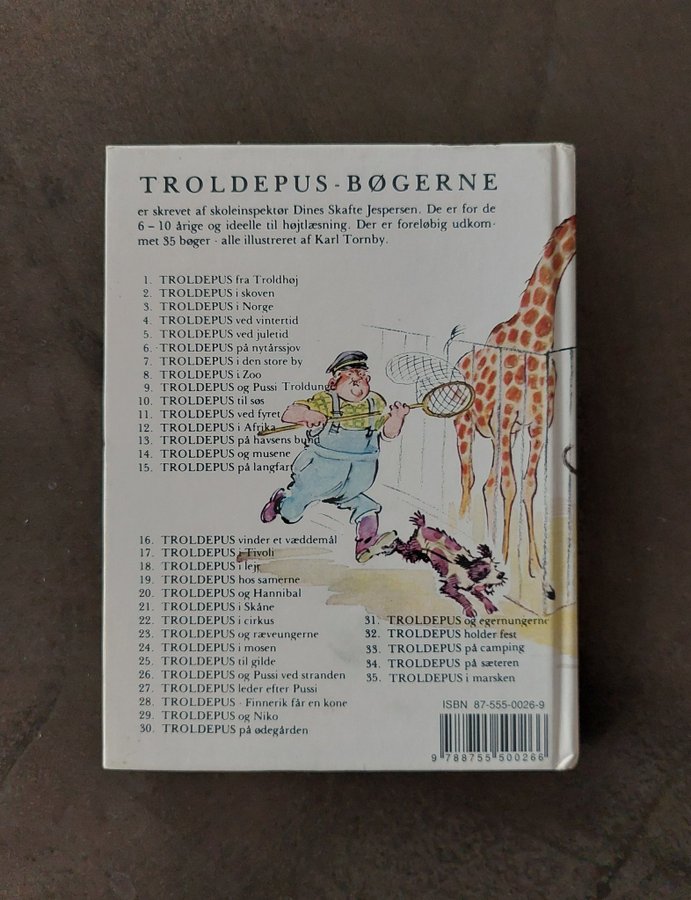 TROLDEPUS - BØGERNE
er skrevet af skoleinspektør Dines Skafte Jespersen. De er for de
6 – 10 årige og ideelle til højtlæsning. Der er foreløbig udkom-
met 35 bøger - alle illustreret af Karl Tornby.
1. TROLDEPUS fra Troldhøj
2. TROLDEPUS i skoven
3. TROLDEPUS i Norge
4. TROLDEPUS ved vintertid
5. TROLDEPUS ved juletid
6. TROLDEPUS på nytårssjov
7. TROLDEPUS i den store by
8. TROLDEPUS i Zoo
9. TROLDEPUS og Pussi Troldunge
10. TROLDEPUS til søs
11. TROLDEPUS ved fyret
12. TROLDEPUS i Afrika
13. TROLDEPUS på havsens bund
14. TROLDEPUS og musene
15. TROLDEPUS på langfart
16. TROLDEPUS vinder et væddemål
17. TROLDEPUS i Tivoli
18. TROLDEPUS i lejr
19. TROLDEPUS hos samerne
20. TROLDEPUS og Hannibal
21. TROLDEPUS i Skåne
22. TROLDEPUS i cirkus
23. TROLDEPUS og ræveungerne
24. TROLDEPUS i mosen
25. TROLDEPUS til gilde
26. TROLDEPUS og Pussi ved stranden
27. TROLDEPUS leder efter Pussi
28. TROLDEPUS - Finnerik får en kone
29. TROLDEPUS og Niko
30. TROLDEPUS på ødegården
31. TROLDEPUS og egernungerne
32. TROLDEPUS holder fest
33. TROLDEPUS på camping
34. TROLDEPUS på sæteren
35. TROLDEPUS i marsken
ISBN 87-555-0026-9
9 788755 500266